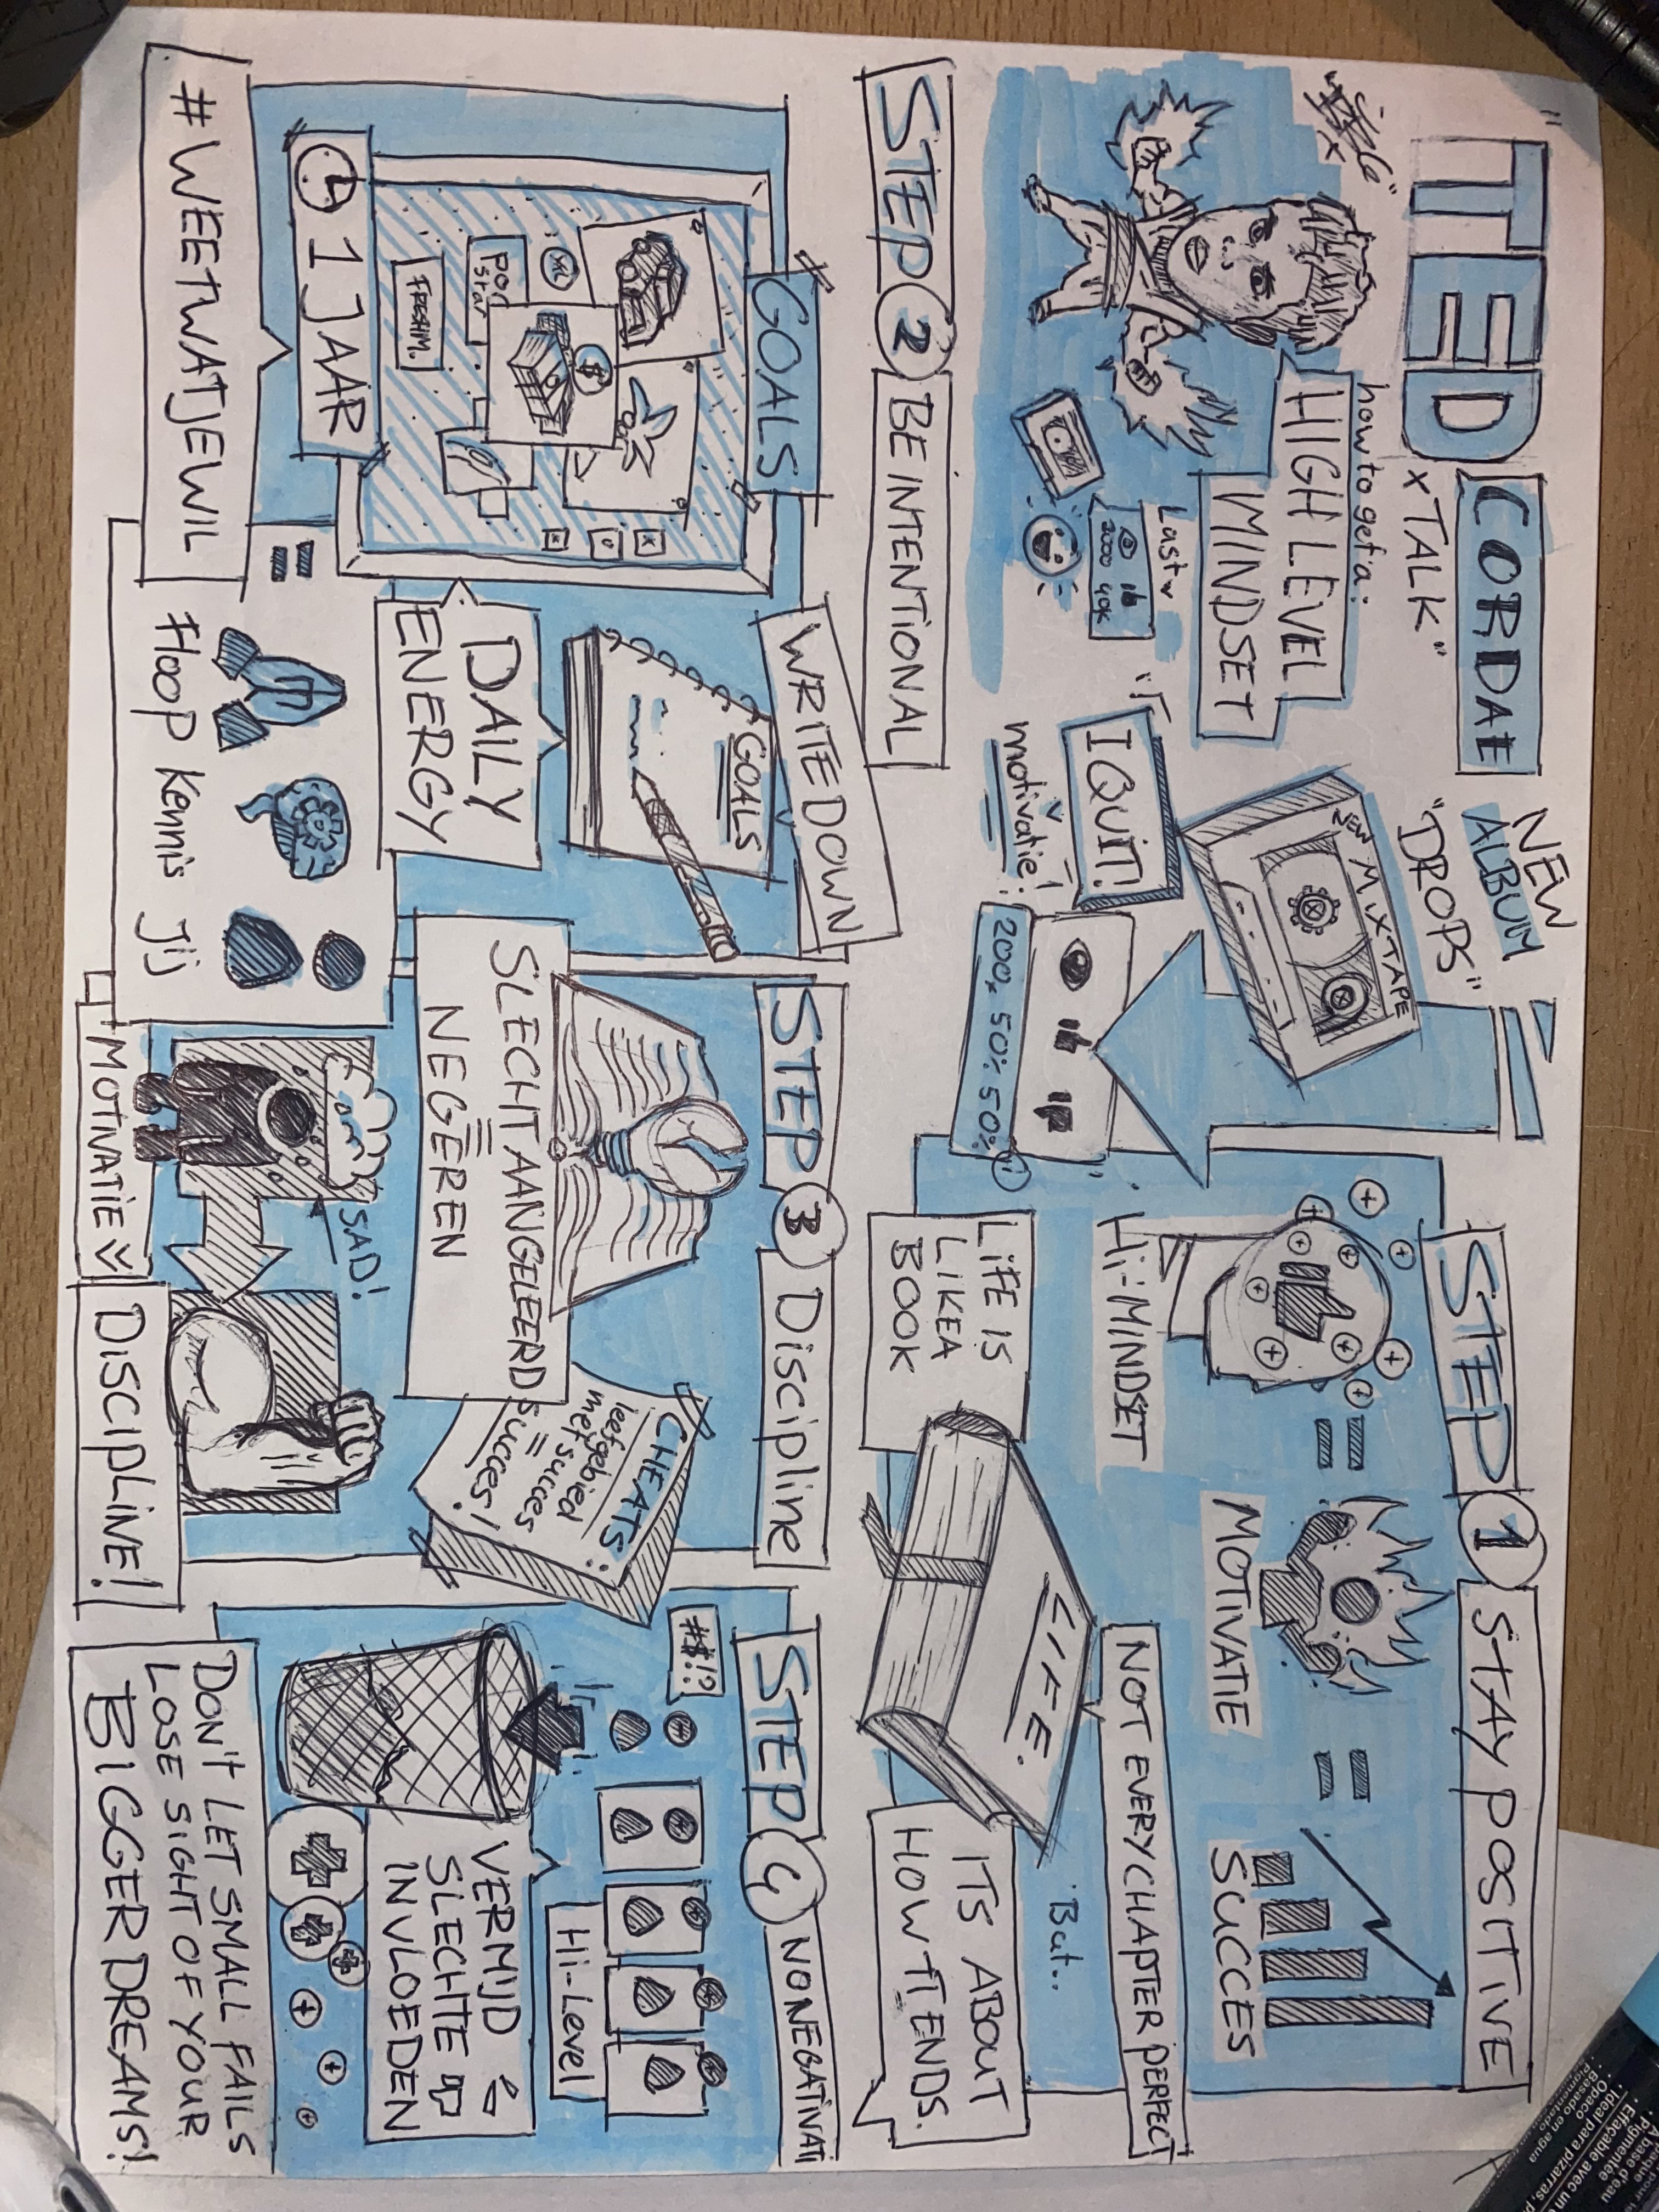 TED
CORDAE
x TALK"
how to get a:
HIGH LEVEL
MINDSET
Last
2000 40K
NEW
ALBUM
"DROPS"
NEW MIXTAPE
I QUIT!
motivatie!
200x 50% 50%
STEP 1 STAY POSITIVE
Hi-MINDSET
MOTIVATIE
SUCCES
LIFE IS
LIKE A
BOOK
LIFE.
NOT EVERY CHAPTER PERFECT
But..
ITS ABOUT
HOW IT ENDS.
STEP 2 BE INTENTIONAL
GOALS
$
FRESHM.
1 JAAR
#WEETWATJEWIL
WRITE DOWN
GOALS
DAILY
ENERGY
Hoop Kennis Jij
STEP 3 Discipline
SLECHT AANGELEERD
NEGEREN
CHEATS:
leefgebied
met succes
=
Succes!
SAD!
MOTIVATIE
DISCIPLINE!
STEP 4 NO NEGATIVITI
#$!?
Hi-Level
VERMIJD
SLECHTE
INVLOEDEN
DON'T LET SMALL FAILS
LOSE SIGHT OF YOUR
BIGGER DREAMS!